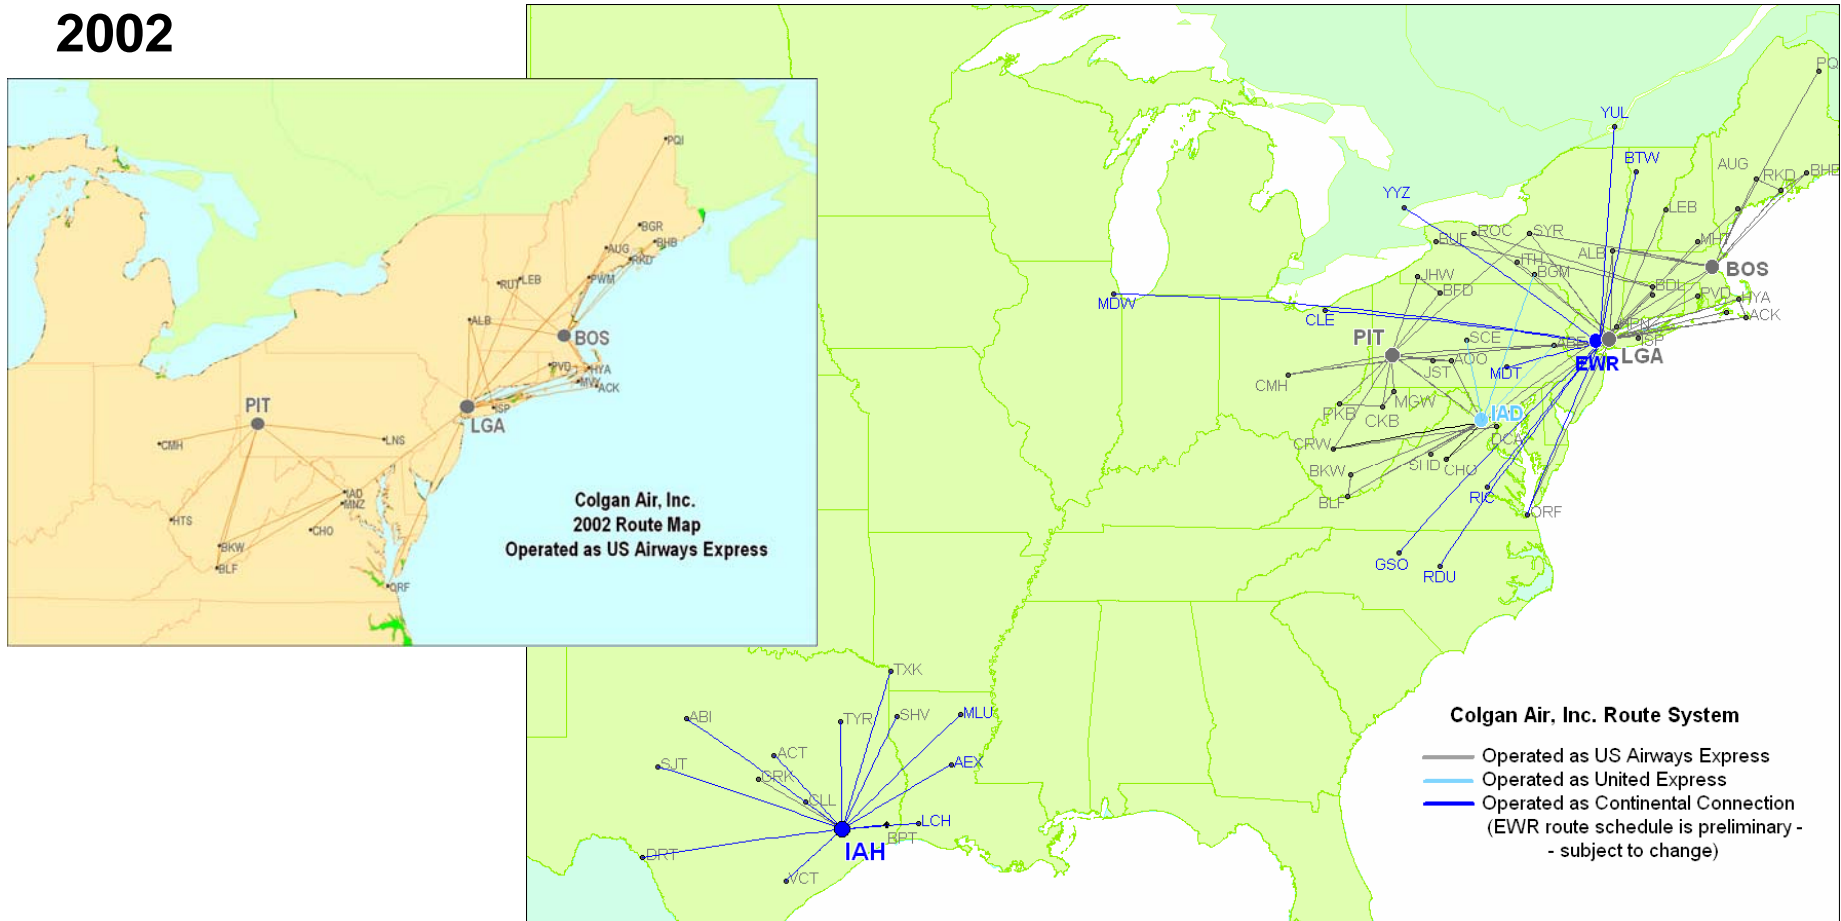 2002
PQI
BGR
AUG
BHB
RKD
PWM
RUT
LEB
ALB
BOS
PVD
HYA
MVY
ACK
ISP
LGA
PIT
CMH
LNS
IAD
MNZ
HTS
CHO
BKW
BLF
ORF
Colgan Air, Inc.
2002 Route Map
Operated as US Airways Express
PQ
YUL
BTW
AUG
RKD
BHB
YYZ
LEB
BUF
ROC
SYR
ALB
MHT
ITH
BGM
BOS
JHW
BFD
BDL
PVD
HYA
ACK
MDW
CLE
PIT
SCE
ABE
HPN
ISP
LGA
EWR
JST
AOO
MDT
CMH
PKB
CKB
MGW
IAD
DCA
CRW
SHD
CHO
BKW
BLF
RIC
ORF
GSO
RDU
TXK
ABI
TYR
SHV
MLU
ACT
SJT
GRK
AEX
CLL
LCH
BPT
IAH
DRT
VCT
Colgan Air, Inc. Route System
Operated as US Airways Express
Operated as United Express
Operated as Continental Connection
(EWR route schedule is preliminary -
- subject to change)